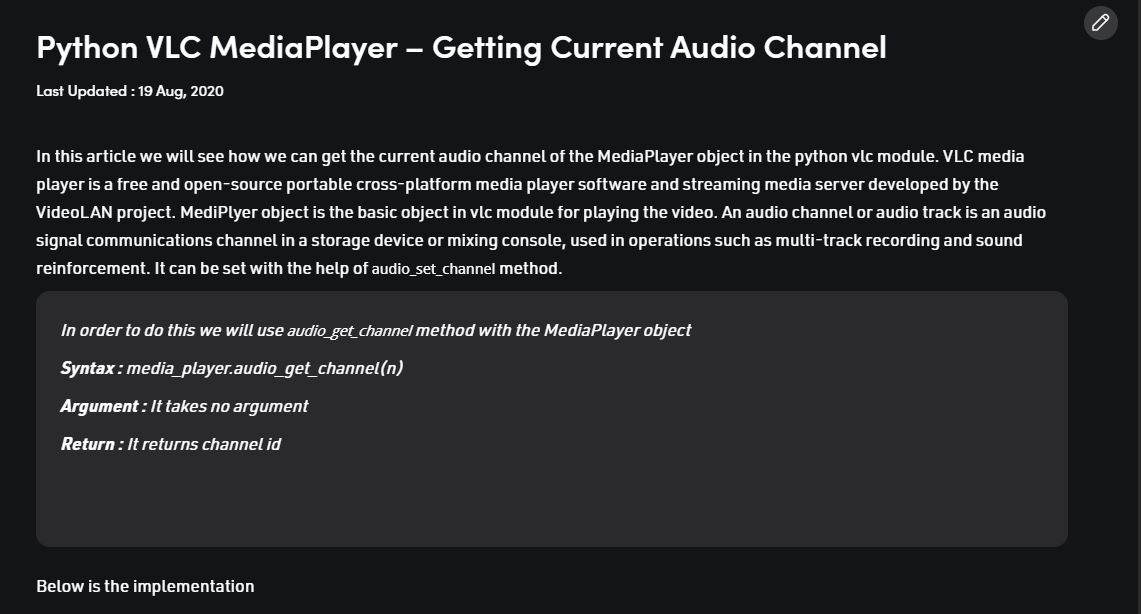 Python VLC MediaPlayer – Getting Current Audio Channel
Last Updated : 19 Aug, 2020
In this article we will see how we can get the current audio channel of the MediaPlayer object in the python vlc module. VLC media
player is a free and open-source portable cross-platform media player software and streaming media server developed by the
VideoLAN project. MediPlyer object is the basic object in vlc module for playing the video. An audio channel or audio track is an audio
signal communications channel in a storage device or mixing console, used in operations such as multi-track recording and sound
reinforcement. It can be set with the help of audio_set_channel method.
In order to do this we will use audio_get_channel method with the MediaPlayer object
Syntax : media_player.audio_get_channel(n)
Argument : It takes no argument
Return : It returns channel id
Below is the implementation